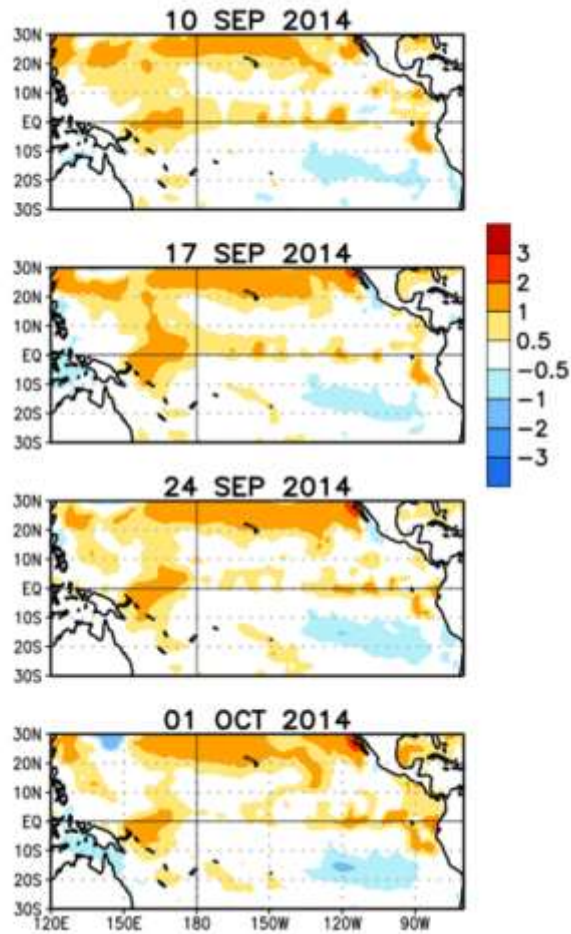 10 SEP 2014
30N
20N
10N
EQ
10S
20S
30S
17 SEP 2014
30N
20N
10N
EQ
10S
20S
30S
3
2
1
0.5
-0.5
-1
-2
-3
24 SEP 2014
30N
20N
10N
EQ
10S
20S
30S
01 OCT 2014
30N
20N
10N
EQ
10S
20S
30S
120E 150E 180 150W 120W 90W